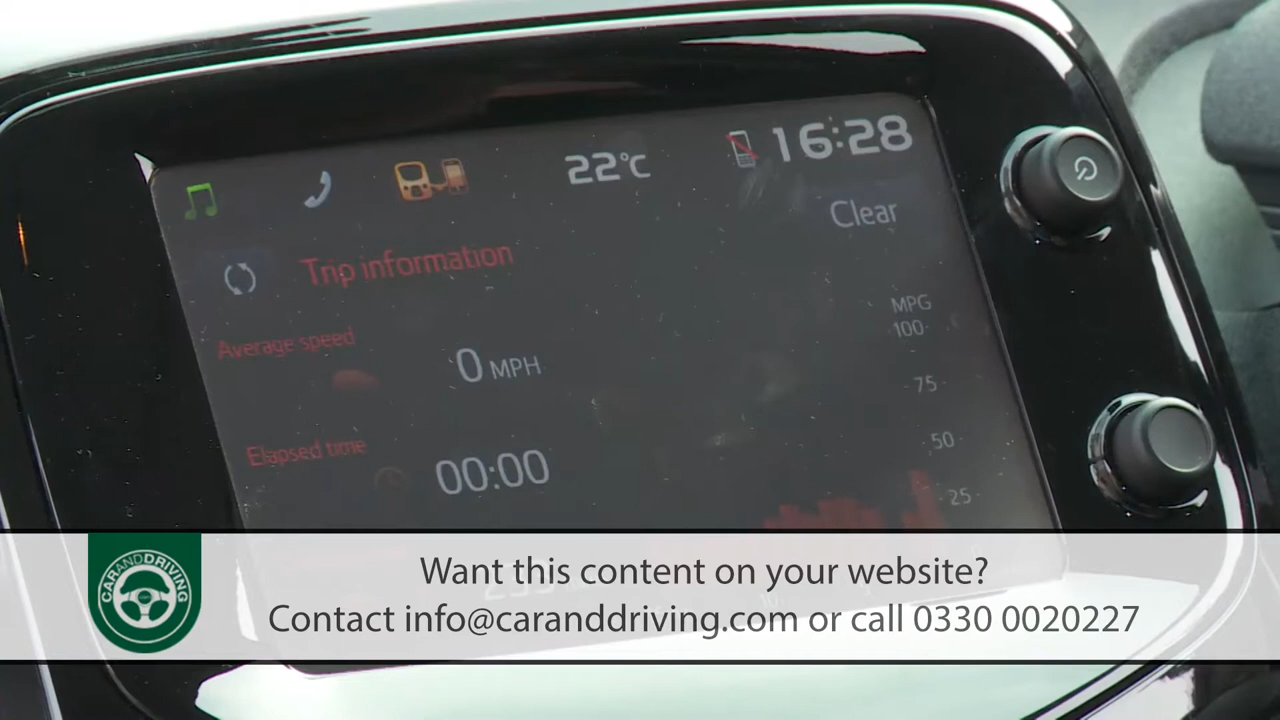 22°C
16:28
Clear
Trip information
Average speed
0 MPH
Elapsed time
00:00
MPG
100
75
50
25
CARANDDRIVING
Want this content on your website?
Contact info@caranddriving.com or call 0330 0020227